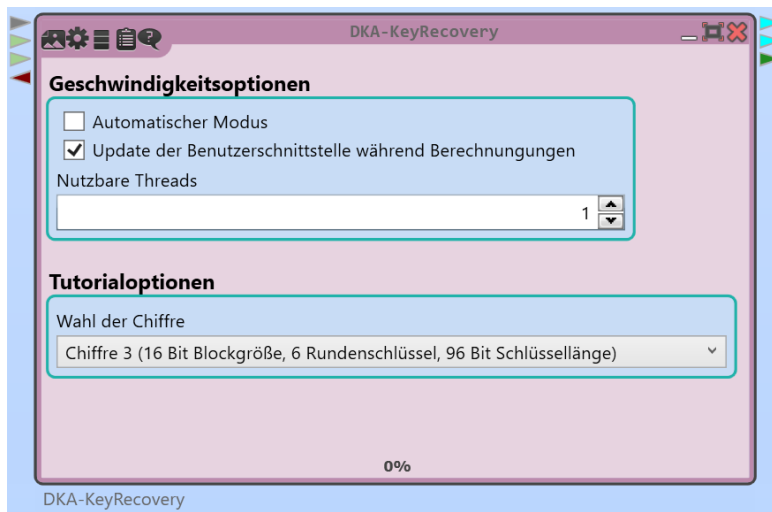 DKA-KeyRecovery
Geschwindigkeitsoptionen
Automatischer Modus
Update der Benutzerschnittstelle während Berechnungungen
Nutzbare Threads
1
Tutorialoptionen
Wahl der Chiffre
Chiffre 3 (16 Bit Blockgröße, 6 Rundenschlüssel, 96 Bit Schlüssellänge)
0%
DKA-KeyRecovery